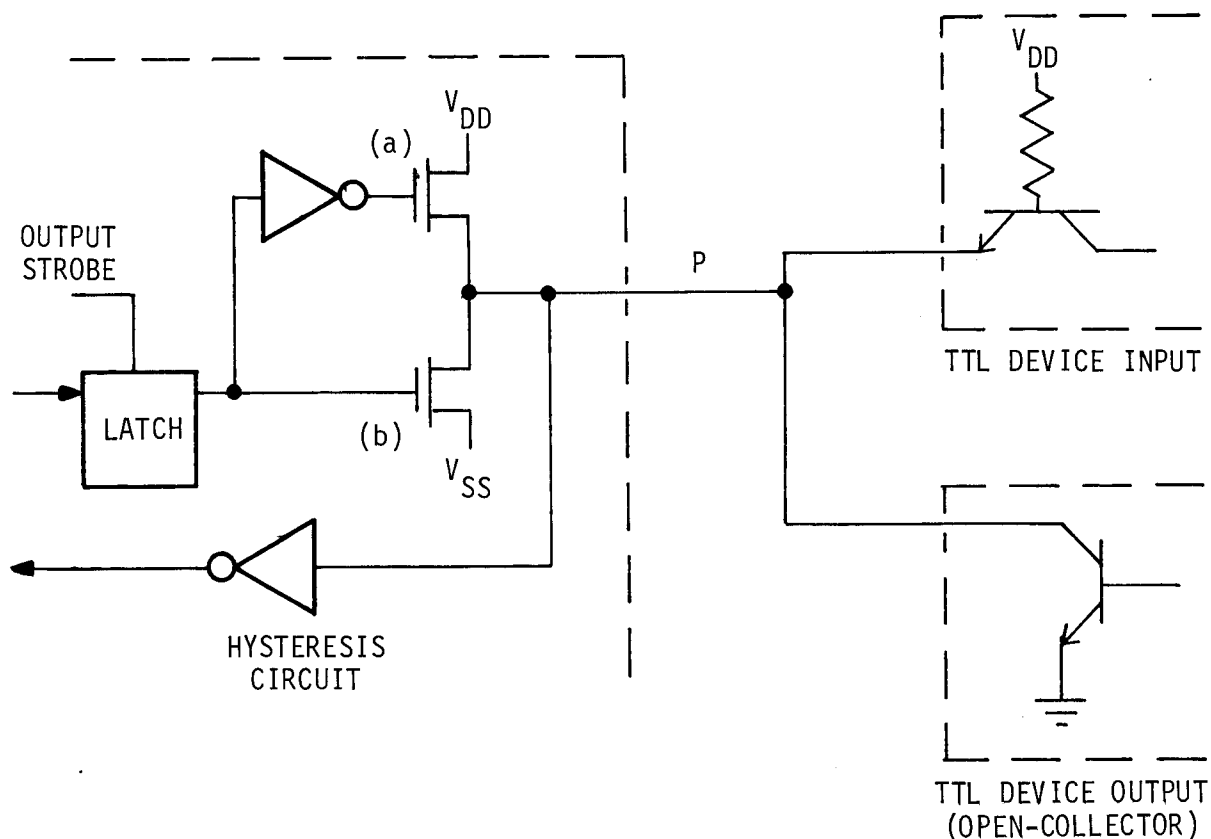 V
DD
(a)
OUTPUT
STROBE
LATCH
(b)
V
SS
HYSTERESIS
CIRCUIT
P
V
DD
TTL DEVICE INPUT
TTL DEVICE OUTPUT
(OPEN-COLLECTOR)